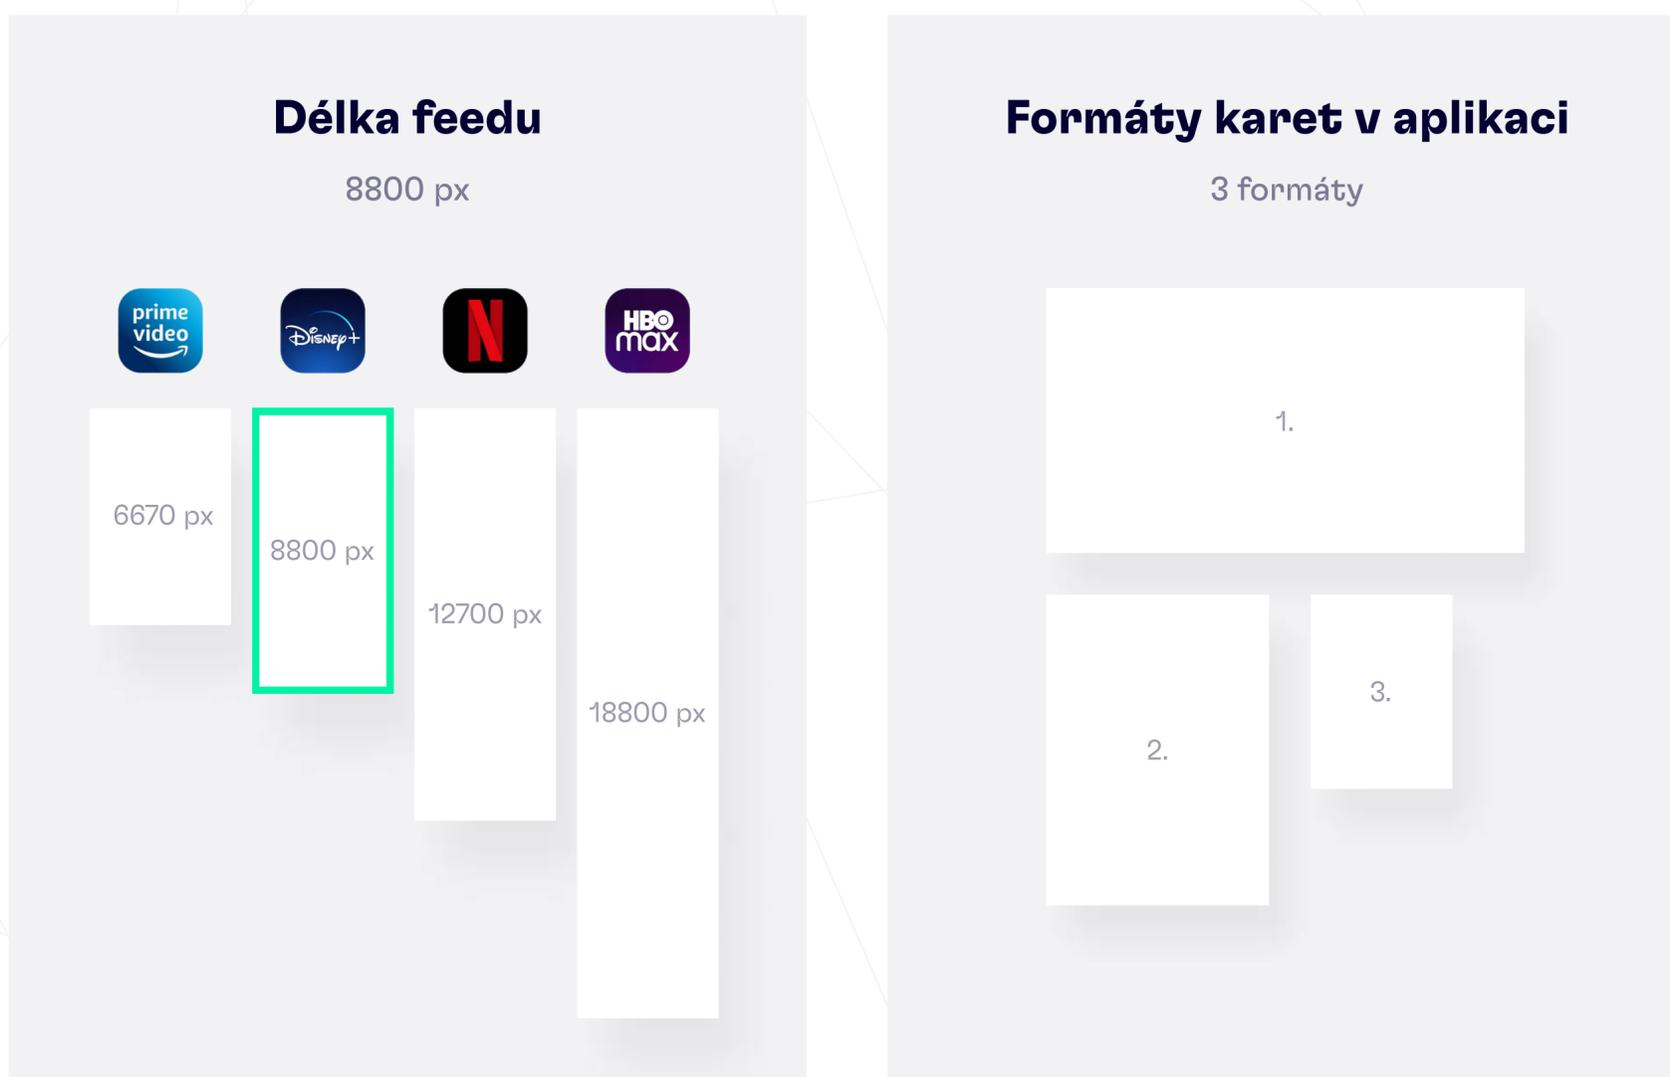 Délka feedu
8800 px
prime
video
Disney+
N
HBO
max
6670 px
8800 px
12700 px
18800 px
Formáty karet v aplikaci
3 formáty
1.
2.
3.